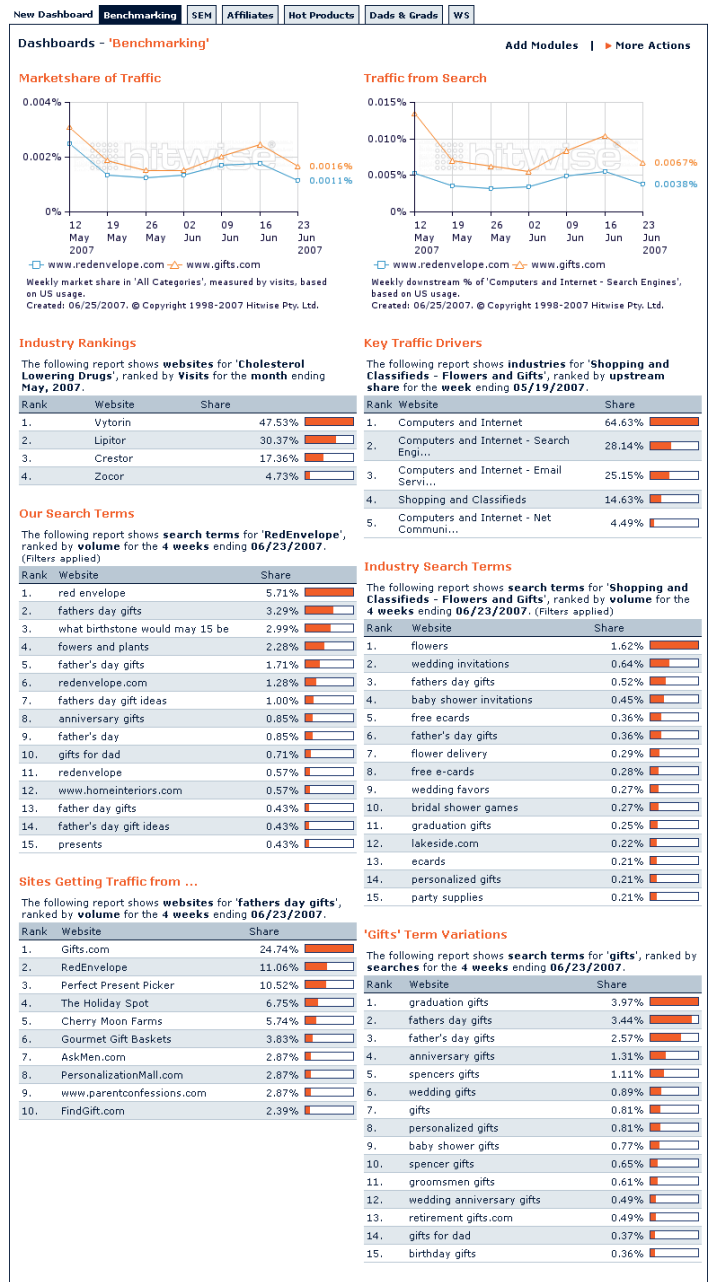 New Dashboard Benchmarking SEM Affiliates Hot Products Dads & Grads WS
Dashboards - 'Benchmarking'
Add Modules | More Actions
Marketshare of Traffic
0.004%
0.002%
0%
hitwise®
0.0016%
0.0011%
12 May 2007 19 May 26 May 02 Jun 09 Jun 16 Jun 23 Jun 2007
www.redenvelope.com www.gifts.com
Weekly market share in 'All Categories', measured by visits, based
on US usage.
Created: 06/25/2007. © Copyright 1998-2007 Hitwise Pty. Ltd.
Traffic from Search
0.015%
0.010%
0.005%
0%
hitwise®
0.0067%
0.0038%
12 May 2007 19 May 26 May 02 Jun 09 Jun 16 Jun 23 Jun 2007
www.redenvelope.com www.gifts.com
Weekly downstream % of 'Computers and Internet - Search Engines',
based on US usage.
Created: 06/25/2007. © Copyright 1998-2007 Hitwise Pty. Ltd.
Industry Rankings
The following report shows websites for 'Cholesterol
Lowering Drugs', ranked by Visits for the month ending
May, 2007.
Rank Website Share
1. Vytorin 47.53%
2. Lipitor 30.37%
3. Crestor 17.36%
4. Zocor 4.73%
Our Search Terms
The following report shows search terms for 'RedEnvelope',
ranked by volume for the 4 weeks ending 06/23/2007.
(Filters applied)
Rank Website Share
1. red envelope 5.71%
2. fathers day gifts 3.29%
3. what birthstone would may 15 be 2.99%
4. fowers and plants 2.28%
5. father's day gifts 1.71%
6. redenvelope.com 1.28%
7. fathers day gift ideas 1.00%
8. anniversary gifts 0.85%
9. father's day 0.85%
10. gifts for dad 0.71%
11. redenvelope 0.57%
12. www.homeinteriors.com 0.57%
13. father day gifts 0.43%
14. father's day gift ideas 0.43%
15. presents 0.43%
Sites Getting Traffic from ...
The following report shows websites for 'fathers day gifts',
ranked by volume for the 4 weeks ending 06/23/2007.
Rank Website Share
1. Gifts.com 24.74%
2. RedEnvelope 11.06%
3. Perfect Present Picker 10.52%
4. The Holiday Spot 6.75%
5. Cherry Moon Farms 5.74%
6. Gourmet Gift Baskets 3.83%
7. AskMen.com 2.87%
8. PersonalizationMall.com 2.87%
9. www.parentconfessions.com 2.87%
10. FindGift.com 2.39%
Key Traffic Drivers
The following report shows industries for 'Shopping and
Classifieds - Flowers and Gifts', ranked by upstream
share for the week ending 05/19/2007.
Rank Website Share
1. Computers and Internet 64.63%
2. Computers and Internet - Search
Engi... 28.14%
3. Computers and Internet - Email
Servi... 25.15%
4. Shopping and Classifieds 14.63%
5. Computers and Internet - Net
Communi... 4.49%
Industry Search Terms
The following report shows search terms for 'Shopping and
Classifieds - Flowers and Gifts', ranked by volume for the
4 weeks ending 06/23/2007. (Filters applied)
Rank Website Share
1. flowers 1.62%
2. wedding invitations 0.64%
3. fathers day gifts 0.52%
4. baby shower invitations 0.45%
5. free ecards 0.36%
6. father's day gifts 0.36%
7. flower delivery 0.29%
8. free e-cards 0.28%
9. wedding favors 0.27%
10. bridal shower games 0.27%
11. graduation gifts 0.25%
12. lakeside.com 0.22%
13. ecards 0.21%
14. personalized gifts 0.21%
15. party supplies 0.21%
'Gifts' Term Variations
The following report shows search terms for 'gifts', ranked by
searches for the 4 weeks ending 06/23/2007.
Rank Website Share
1. graduation gifts 3.97%
2. fathers day gifts 3.44%
3. father's day gifts 2.57%
4. anniversary gifts 1.31%
5. spencers gifts 1.11%
6. wedding gifts 0.89%
7. gifts 0.81%
8. personalized gifts 0.81%
9. baby shower gifts 0.77%
10. spencer gifts 0.65%
11. groomsmen gifts 0.61%
12. wedding anniversary gifts 0.49%
13. retirement gifts.com 0.49%
14. gifts for dad 0.37%
15. birthday gifts 0.36%